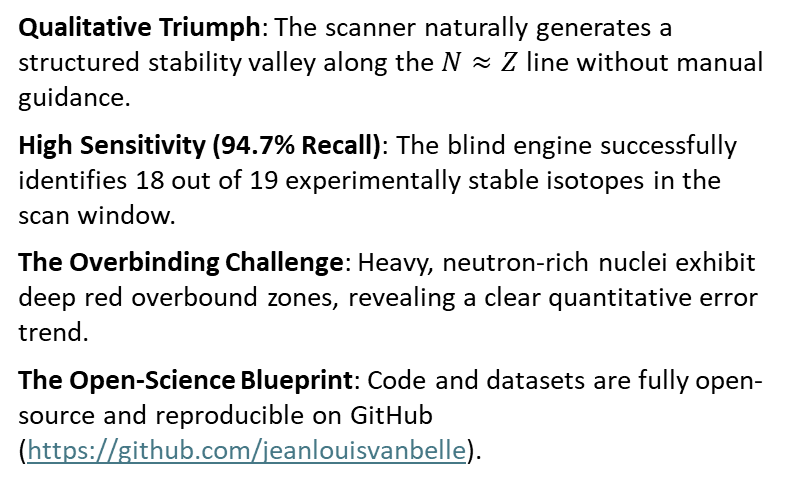 Qualitative Triumph: The scanner naturally generates a
structured stability valley along the N ≈ Z line without manual
guidance.
High Sensitivity (94.7% Recall): The blind engine successfully
identifies 18 out of 19 experimentally stable isotopes in the
scan window.
The Overbinding Challenge: Heavy, neutron-rich nuclei exhibit
deep red overbound zones, revealing a clear quantitative error
trend.
The Open-Science Blueprint: Code and datasets are fully open-
source and reproducible on GitHub
(https://github.com/jeanlouisvanbelle).